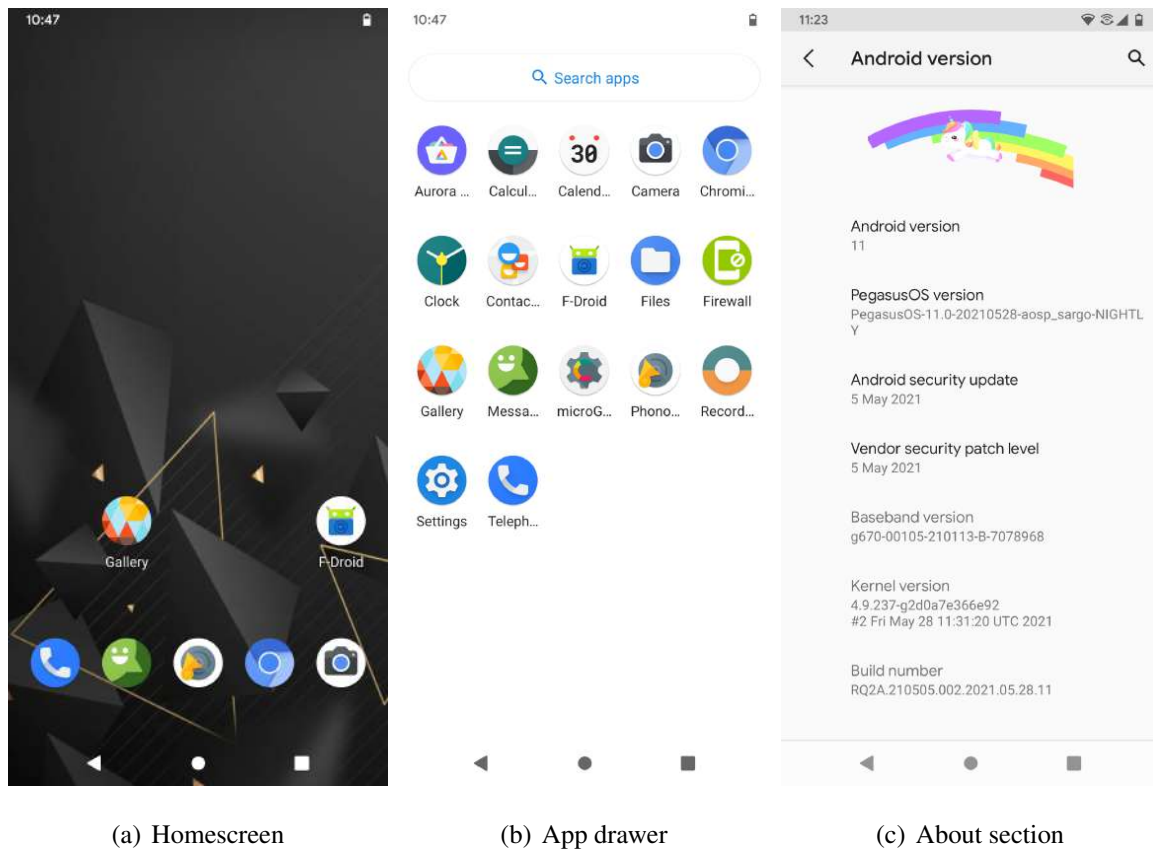 10:47
Gallery
F-Droid
(a) Homescreen
10:47
Search apps
30
Aurora ... Calcul... Calend... Camera Chromi...
Clock Contac... F-Droid Files Firewall
Gallery Messa... microG... Phono... Record...
Settings Teleph...
(b) App drawer
11:23
Android version
Android version
11
PegasusOS version
PegasusOS-11.0-20210528-aosp_sargo-NIGHTL
Y
Android security update
5 May 2021
Vendor security patch level
5 May 2021
Baseband version
g670-00105-210113-B-7078968
Kernel version
4.9.237-g2d0a7e366e92
#2 Fri May 28 11:31:20 UTC 2021
Build number
RQ2A.210505.002.2021.05.28.11
(c) About section